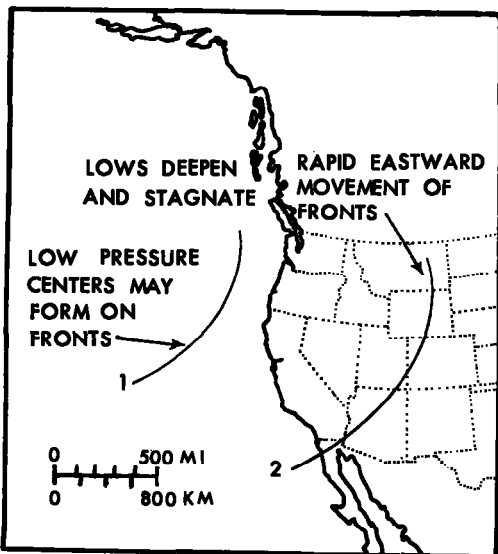 LOWS DEEPEN
AND STAGNATE
RAPID EASTWARD
MOVEMENT OF
FRONTS
LOW PRESSURE
CENTERS MAY
FORM ON
FRONTS
1
2
0 500 MI
0 800 KM